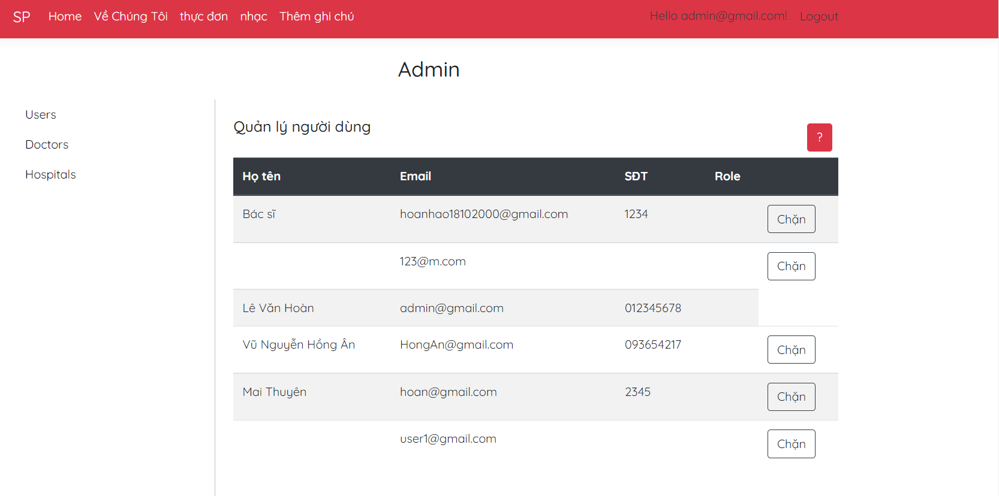 SP Home Về Chúng Tôi thực đơn nhạc Thêm ghi chú Hello admin@gmail.com! Logout
Admin
Users
Doctors
Hospitals
Quản lý người dùng
?
Họ tên Email SĐT Role
Bác sĩ hoanhao18102000@gmail.com 1234 Chặn
123@m.com Chặn
Lê Văn Hoàn admin@gmail.com 012345678
Vũ Nguyễn Hồng Ân HongAn@gmail.com 093654217 Chặn
Mai Thuyên hoan@gmail.com 2345 Chặn
user1@gmail.com Chặn